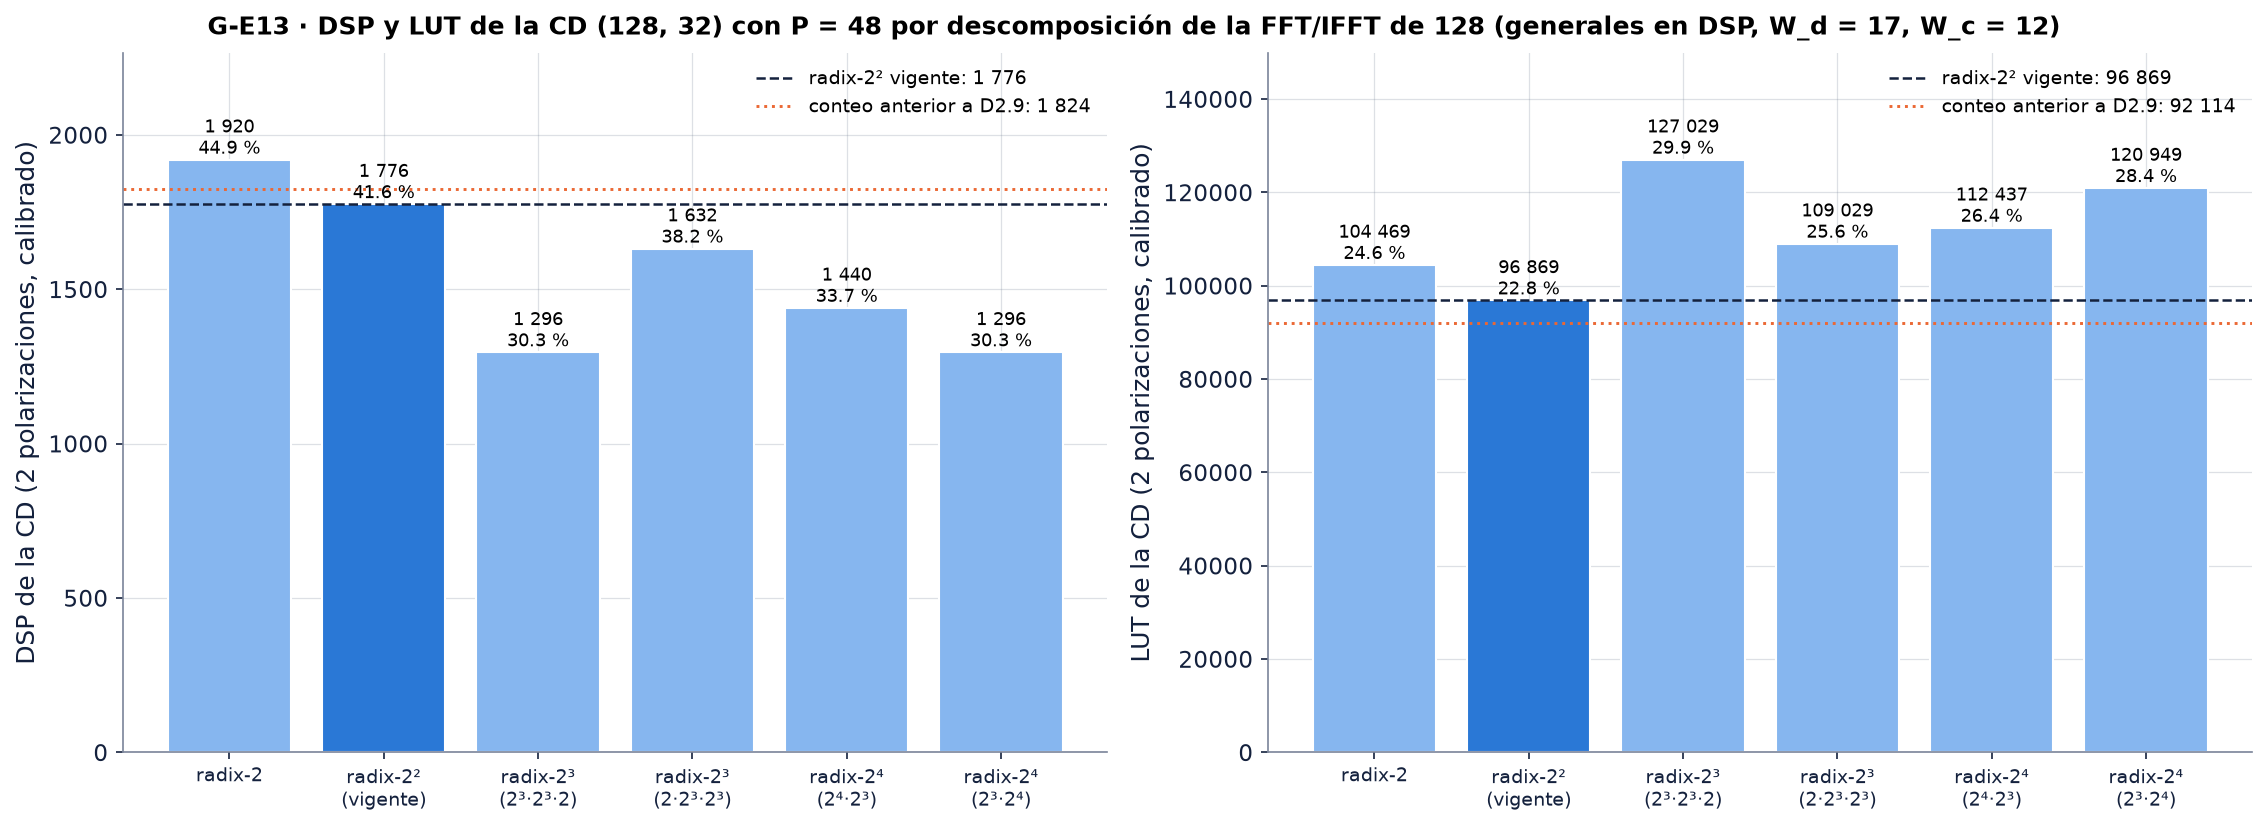 G-E13 · DSP y LUT de la CD (128, 32) con P = 48 por descomposición de la FFT/IFFT de 128 (generales en DSP, W_d = 17, W_c = 12)
DSP de la CD (2 polarizaciones, calibrado)
2000
1500
1000
500
0
radix-2² vigente: 1 776
conteo anterior a D2.9: 1 824
1 920
44.9 %
1 776
41.6 %
1 296
30.3 %
1 632
38.2 %
1 440
33.7 %
1 296
30.3 %
radix-2
radix-2²
(vigente)
radix-2³
(2³·2³·2)
radix-2³
(2·2³·2³)
radix-2⁴
(2⁴·2³)
radix-2⁴
(2³·2⁴)
LUT de la CD (2 polarizaciones, calibrado)
140000
120000
100000
80000
60000
40000
20000
0
radix-2² vigente: 96 869
conteo anterior a D2.9: 92 114
104 469
24.6 %
96 869
22.8 %
127 029
29.9 %
109 029
25.6 %
112 437
26.4 %
120 949
28.4 %
radix-2
radix-2²
(vigente)
radix-2³
(2³·2³·2)
radix-2³
(2·2³·2³)
radix-2⁴
(2⁴·2³)
radix-2⁴
(2³·2⁴)